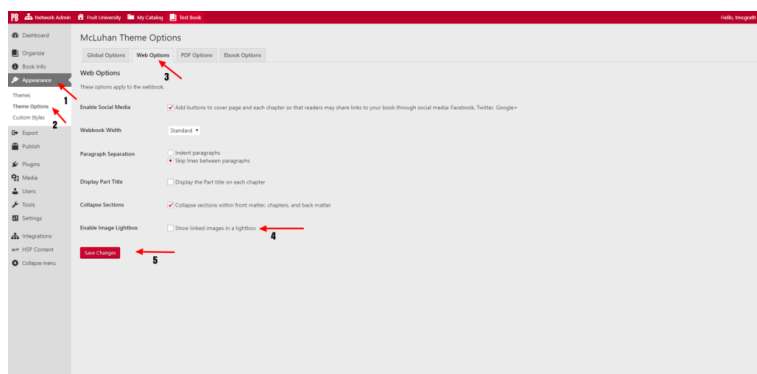 PB Network Admin Fruit University My Catalog Test Book Hello, tmograth
Dashboard
Organize
Book Info
Appearance
Themes
Theme Options
Custom Styles
Export
Publish
Plugins
Media
Users
Tools
Settings
Integrations
H5P Content
Collapse menu
McLuhan Theme Options
Global Options Web Options PDF Options Ebook Options
Web Options
These options apply to the webbook.
Enable Social Media Add buttons to cover page and each chapter so that readers may share links to your book through social media: Facebook, Twitter, Google+
Webbook Width Standard
Paragraph Separation Indent paragraphs
Skip lines between paragraphs
Display Part Title Display the Part title on each chapter
Collapse Sections Collapse sections within front matter, chapters, and back matter
Enable Image Lightbox Show linked images in a lightbox
Save Changes
1
2
3
4
5